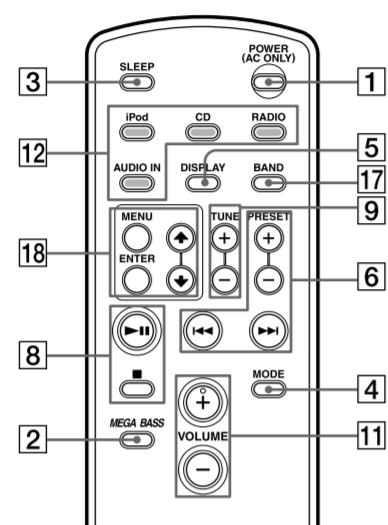 POWER
(AC ONLY)
SLEEP
3
1
iPod CD RADIO
12
5
AUDIO IN DISPLAY BAND
17
9
MENU TUNE PRESET
18
ENTER
6
8
MODE
4
MEGA BASS
2
VOLUME
11